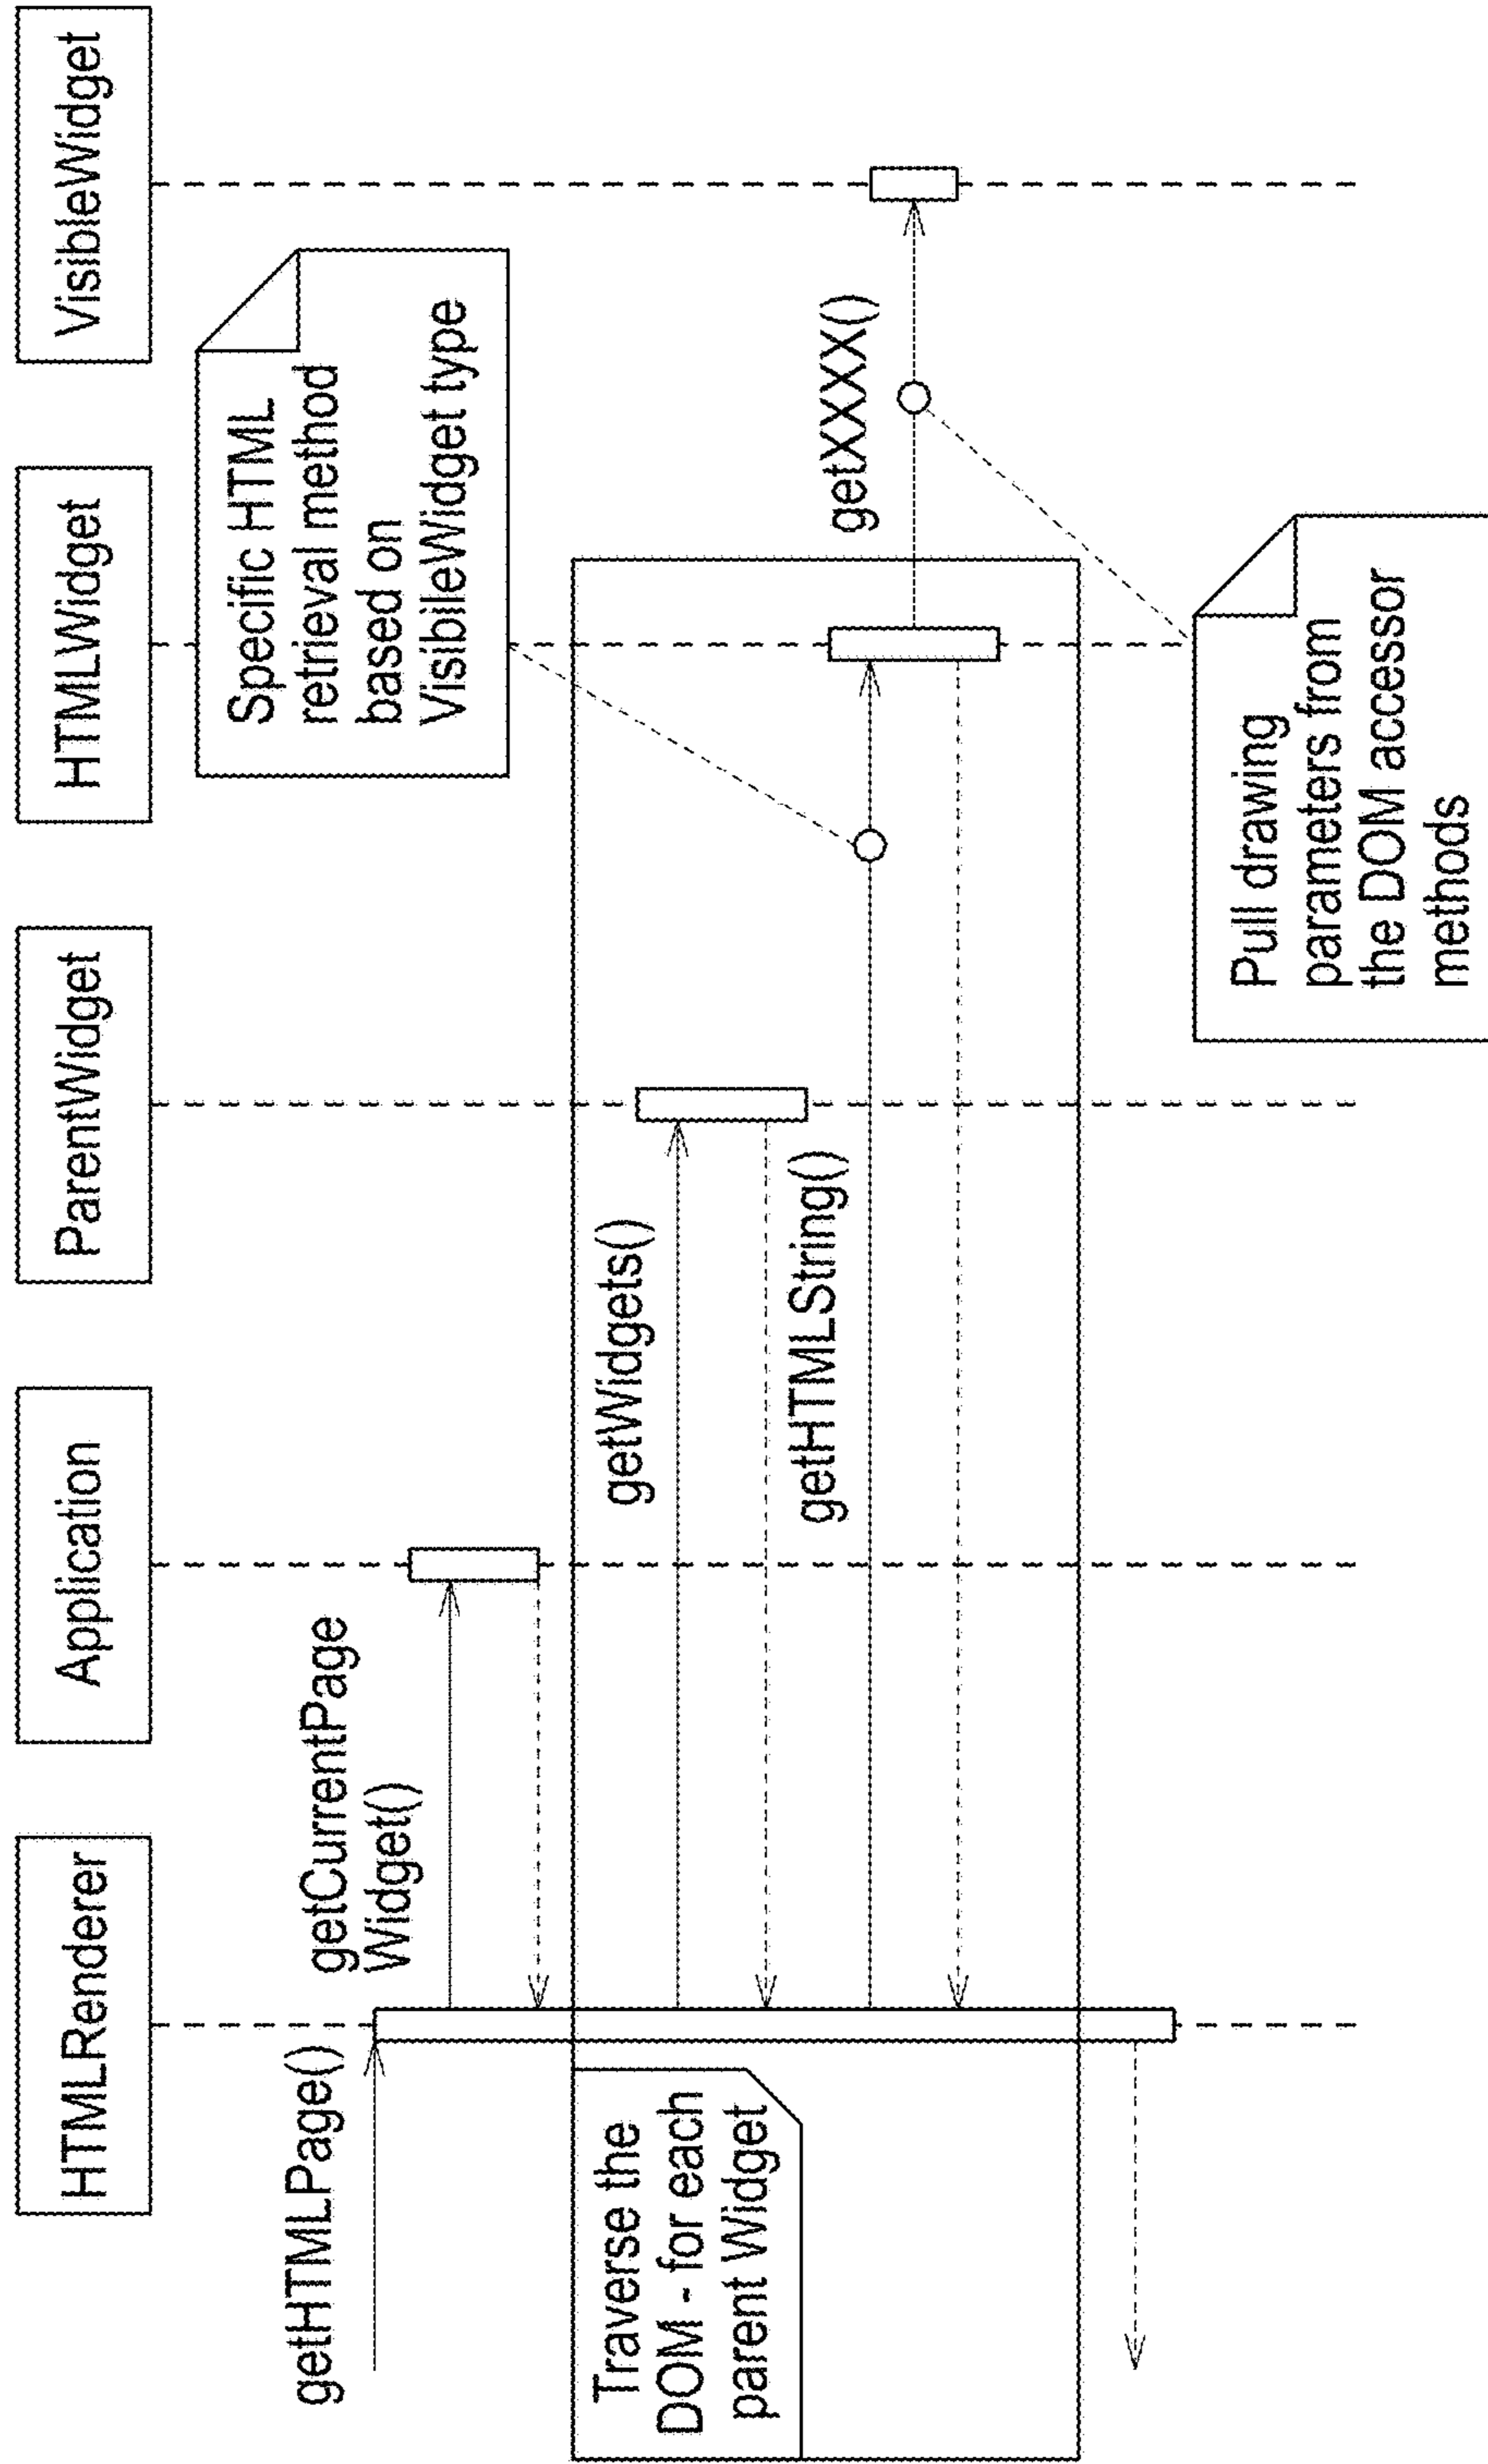 HTMLRenderer
Application
ParentWidget
HTMLWidget
VisibleWidget
getHTMLPage()
getCurrentPage
Widget()
Specific HTML
retrieval method
based on
VisbileWidget type
Traverse the
DOM - for each
parent Widget
getWidgets()
getHTMLString()
getXXXX()
Pull drawing
parameters from
the DOM accessor
methods